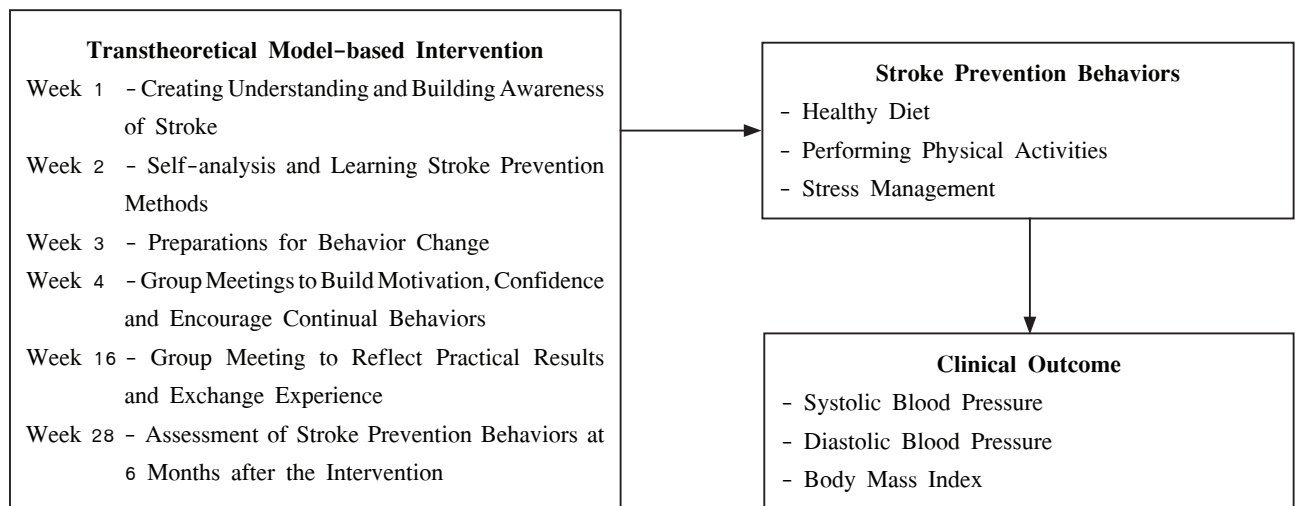 Transtheoretical Model-based Intervention
Week 1 - Creating Understanding and Building Awareness
of Stroke
Week 2 - Self-analysis and Learning Stroke Prevention
Methods
Week 3 - Preparations for Behavior Change
Week 4 - Group Meetings to Build Motivation, Confidence
and Encourage Continual Behaviors
Week 16 - Group Meeting to Reflect Practical Results
and Exchange Experience
Week 28 - Assessment of Stroke Prevention Behaviors at
6 Months after the Intervention
Stroke Prevention Behaviors
- Healthy Diet
- Performing Physical Activities
- Stress Management
Clinical Outcome
- Systolic Blood Pressure
- Diastolic Blood Pressure
- Body Mass Index